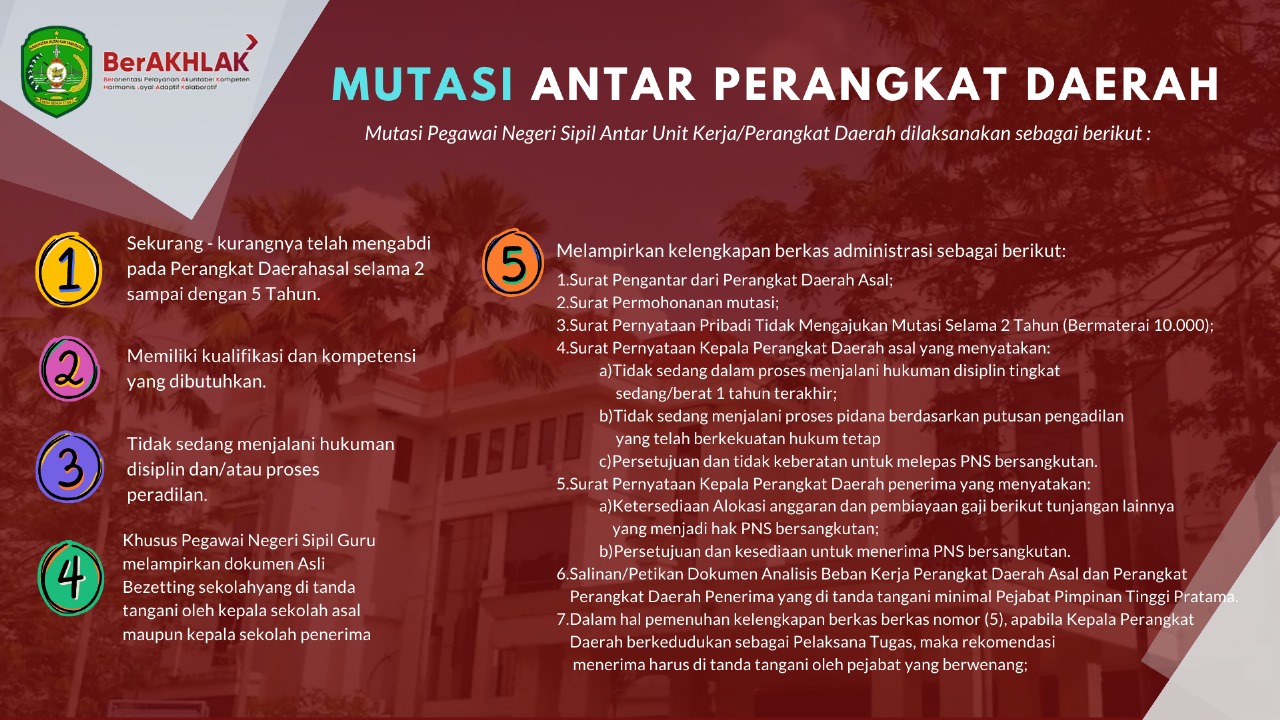 BerAKHLAK
Berorientasi Pelayanan Akuntabel Kompeten
Harmonis Loyal Adaptif Kolaboratif
MUTASI ANTAR PERANGKAT DAERAH
Mutasi Pegawai Negeri Sipil Antar Unit Kerja/Perangkat Daerah dilaksanakan sebagai berikut :
1
Sekurang - kurangnya telah mengabdi
pada Perangkat Daerahasal selama 2
sampai dengan 5 Tahun.
2
Memiliki kualifikasi dan kompetensi
yang dibutuhkan.
3
Tidak sedang menjalani hukuman
disiplin dan/atau proses
peradilan.
4
Khusus Pegawai Negeri Sipil Guru
melampirkan dokumen Asli
Bezetting sekolahyang di tanda
tangani oleh kepala sekolah asal
maupun kepala sekolah penerima
5
Melampirkan kelengkapan berkas administrasi sebagai berikut:
1.Surat Pengantar dari Perangkat Daerah Asal;
2.Surat Permohonanan mutasi;
3.Surat Pernyataan Pribadi Tidak Mengajukan Mutasi Selama 2 Tahun (Bermaterai 10.000);
4.Surat Pernyataan Kepala Perangkat Daerah asal yang menyatakan:
a)Tidak sedang dalam proses menjalani hukuman disiplin tingkat
sedang/berat 1 tahun terakhir;
b)Tidak sedang menjalani proses pidana berdasarkan putusan pengadilan
yang telah berkekuatan hukum tetap
c)Persetujuan dan tidak keberatan untuk melepas PNS bersangkutan.
5.Surat Pernyataan Kepala Perangkat Daerah penerima yang menyatakan:
a)Ketersediaan Alokasi anggaran dan pembiayaan gaji berikut tunjangan lainnya
yang menjadi hak PNS bersangkutan;
b)Persetujuan dan kesediaan untuk menerima PNS bersangkutan.
6.Salinan/Petikan Dokumen Analisis Beban Kerja Perangkat Daerah Asal dan Perangkat
Perangkat Daerah Penerima yang di tanda tangani minimal Pejabat Pimpinan Tinggi Pratama.
7.Dalam hal pemenuhan kelengkapan berkas berkas nomor (5), apabila Kepala Perangkat
Daerah berkedudukan sebagai Pelaksana Tugas, maka rekomendasi
menerima harus di tanda tangani oleh pejabat yang berwenang;